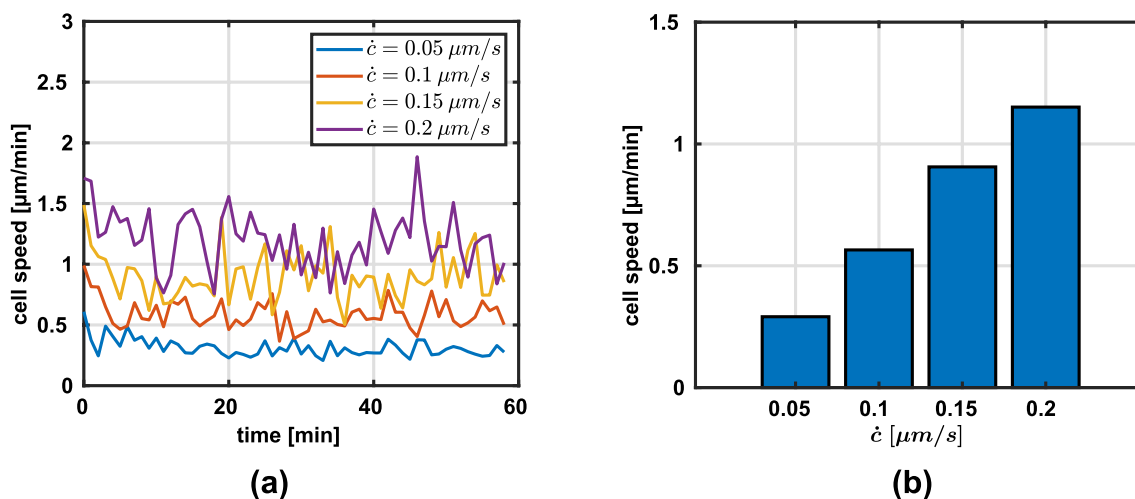 3
2.5
2
1.5
1
0.5
0
0
20
40
60
cell speed [µm/min]
time [min]
ċ = 0.05 µm/s
ċ = 0.1 µm/s
ċ = 0.15 µm/s
ċ = 0.2 µm/s
(a)
1.5
1
0.5
0
0.05
0.1
0.15
0.2
cell speed [µm/min]
ċ [µm/s]
(b)